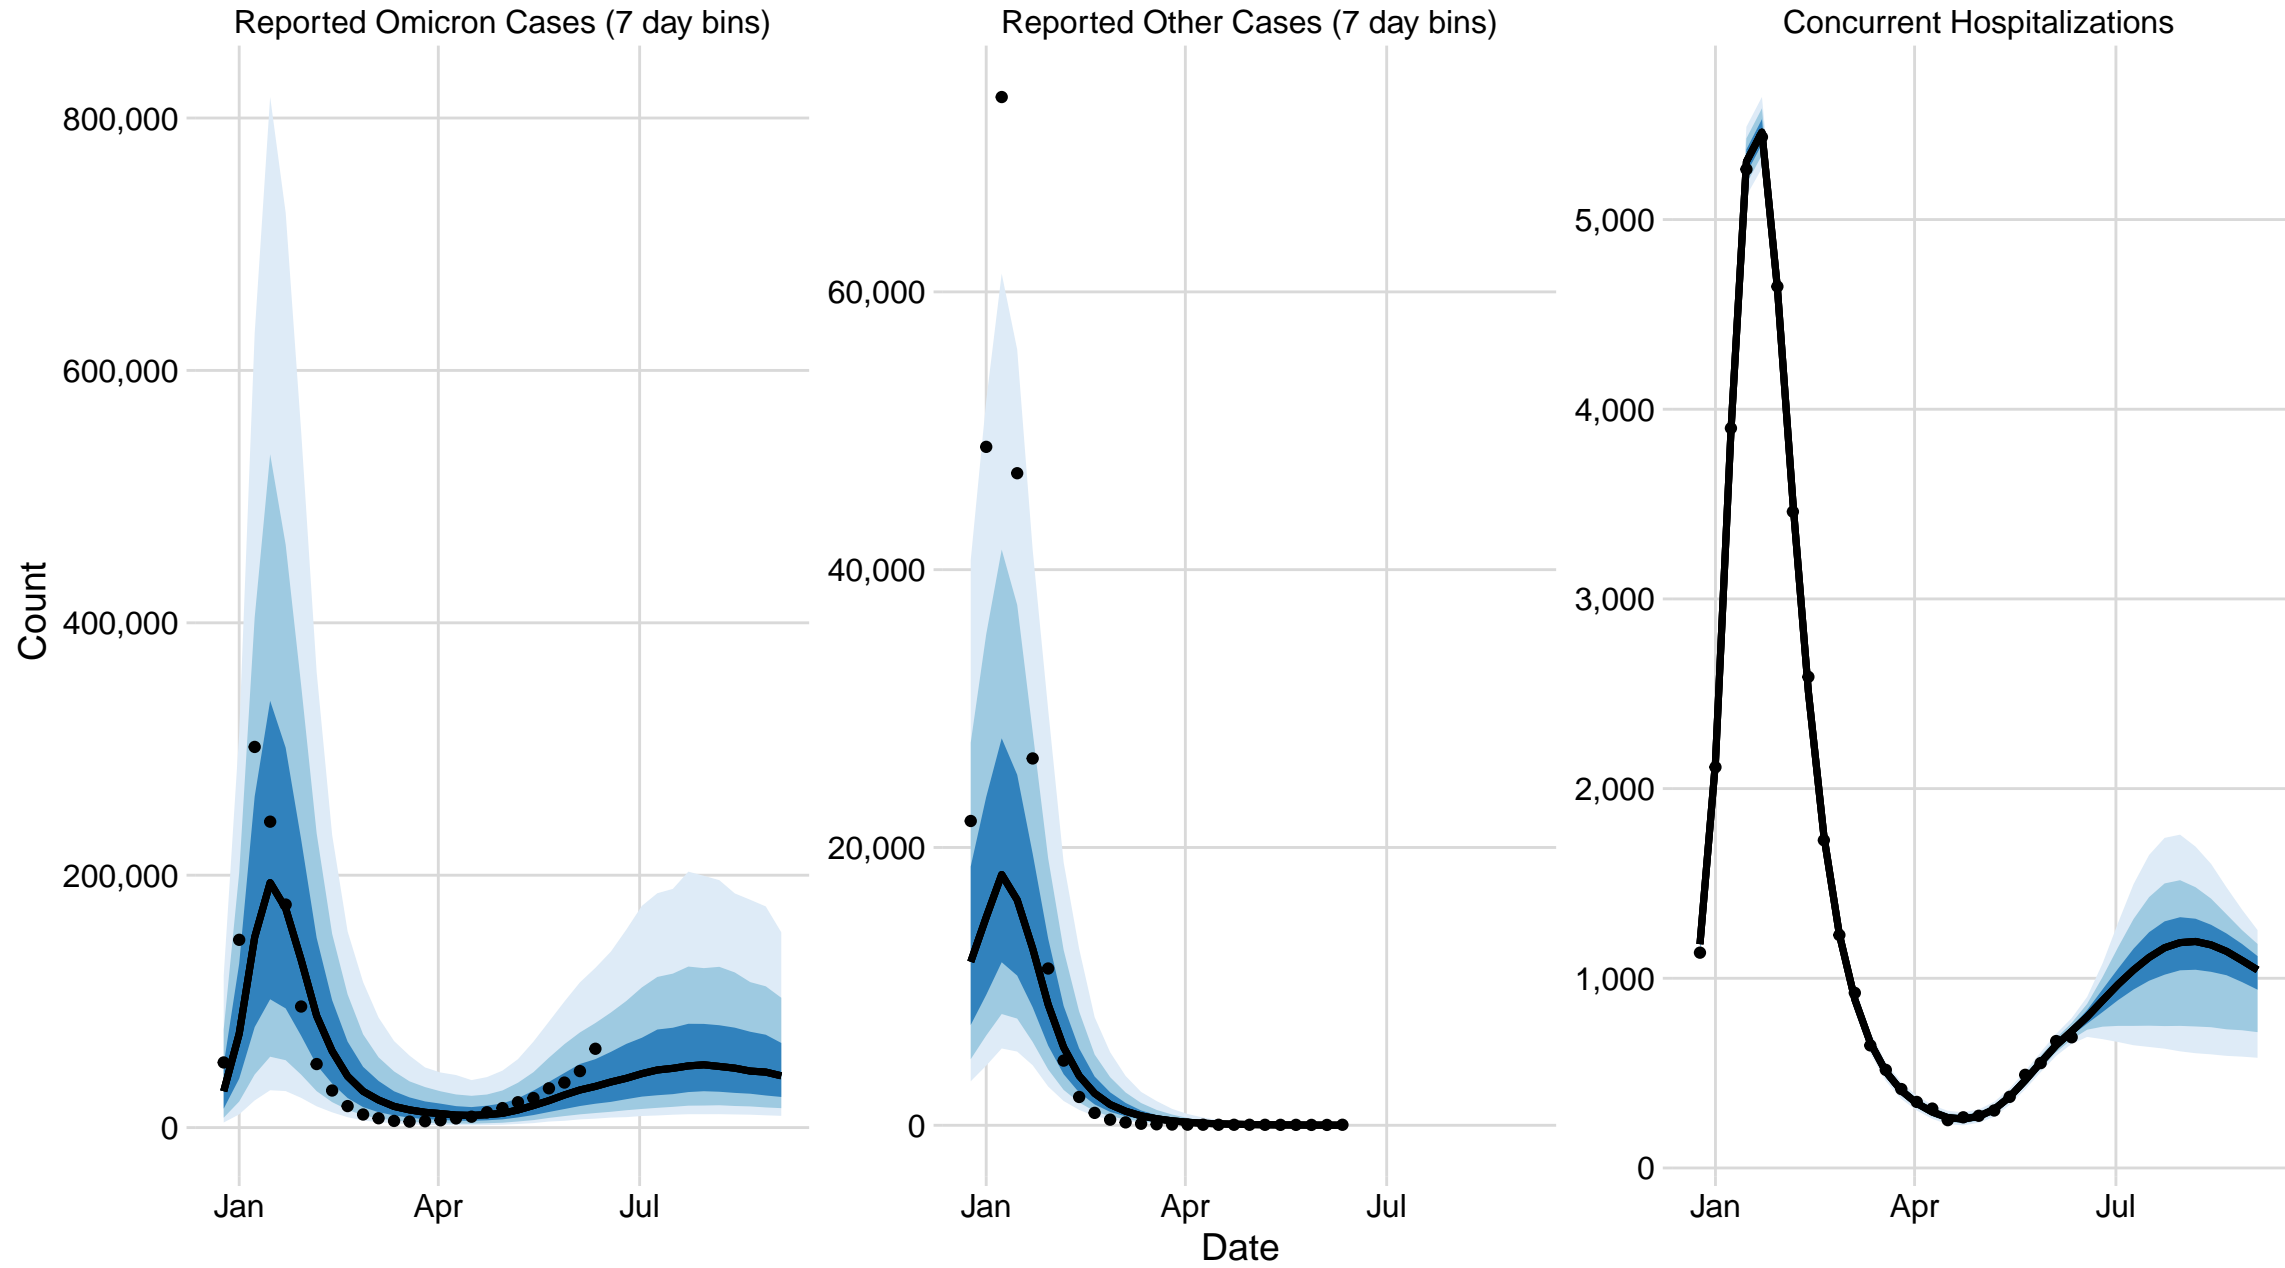 Reported Omicron Cases (7 day bins)
Reported Other Cases (7 day bins)
Concurrent Hospitalizations
Count
800,000
600,000
400,000
200,000
0
Jan
Apr
Jul
60,000
40,000
20,000
0
Jan
Apr
Jul
5,000
4,000
3,000
2,000
1,000
0
Jan
Apr
Jul
Date